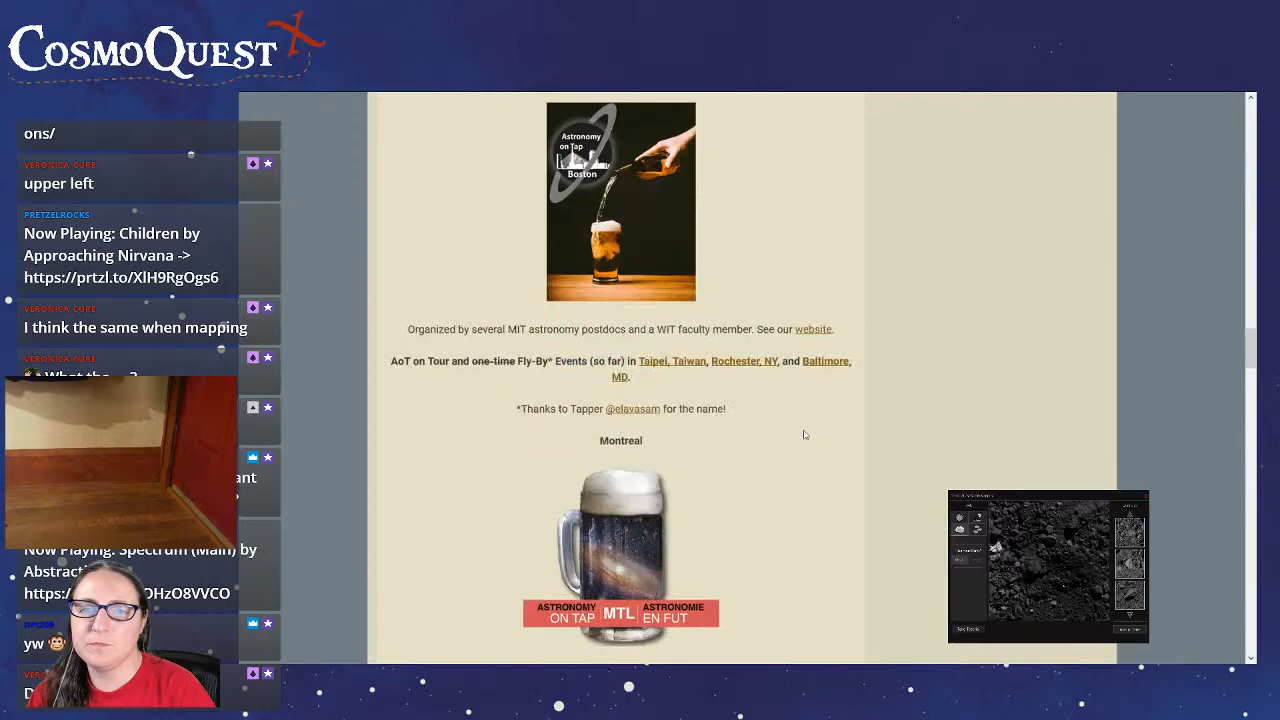 COSMOQUEST X
ons/
VERONICA CURE
upper left
PRETZELROCKS
Now Playing: Children by
Approaching Nirvana ->
https://prtzl.to/XlH9RgOgs6
VERONICA CURE
I think the same when mapping
VERONICA CURE
ant
Now Playing: Spectrum (Main) by
Abstracti
https:
OHzO8VVCO
yw
VERO
D
Astronomy
on Tap
Boston
Organized by several MIT astronomy postdocs and a WIT faculty member. See our website.
AoT on Tour and one-time Fly-By* Events (so far) in Taipei, Taiwan, Rochester, NY, and Baltimore,
MD.
*Thanks to Tapper @elavasam for the name!
Montreal
ASTRONOMY
ON TAP
MTL
ASTRONOMIE
EN FUT